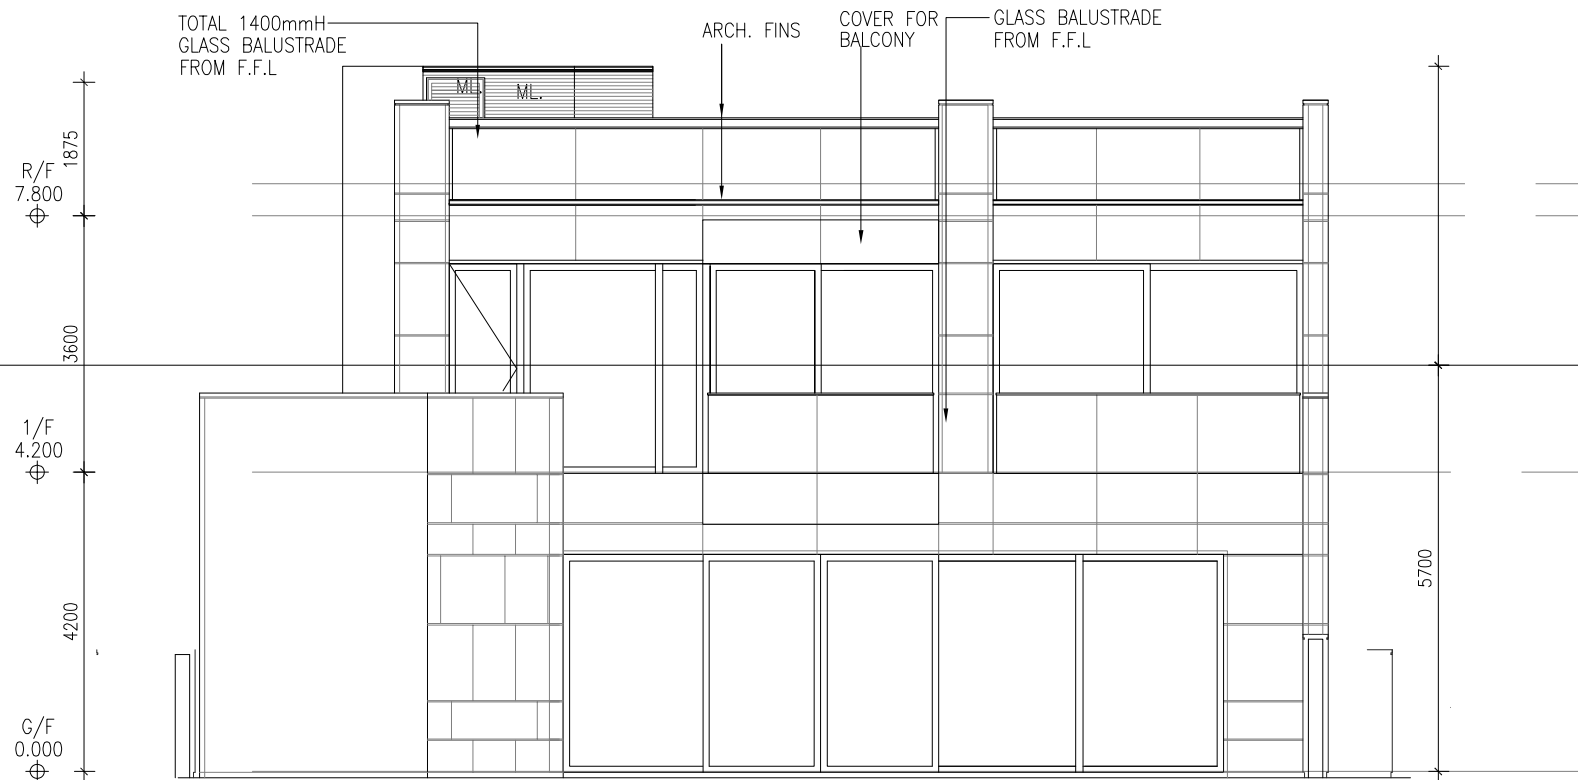 TOTAL 1400mmH
GLASS BALUSTRADE
FROM F.F.L
ARCH. FINS
COVER FOR
BALCONY
GLASS BALUSTRADE
FROM F.F.L
ML.
ML.
1875
R/F
7.800
3600
1/F
4.200
4200
5700
G/F
0.000